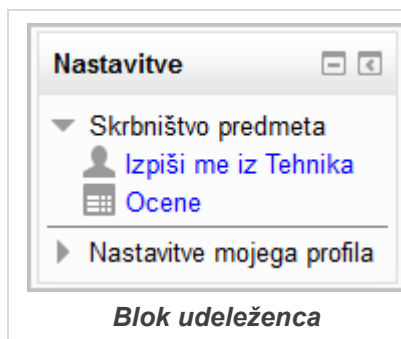 Nastavitve
Skrbništvo predmeta
Izpiši me iz Tehnika
Ocene
Nastavitve mojega profila
Blok udeleženca